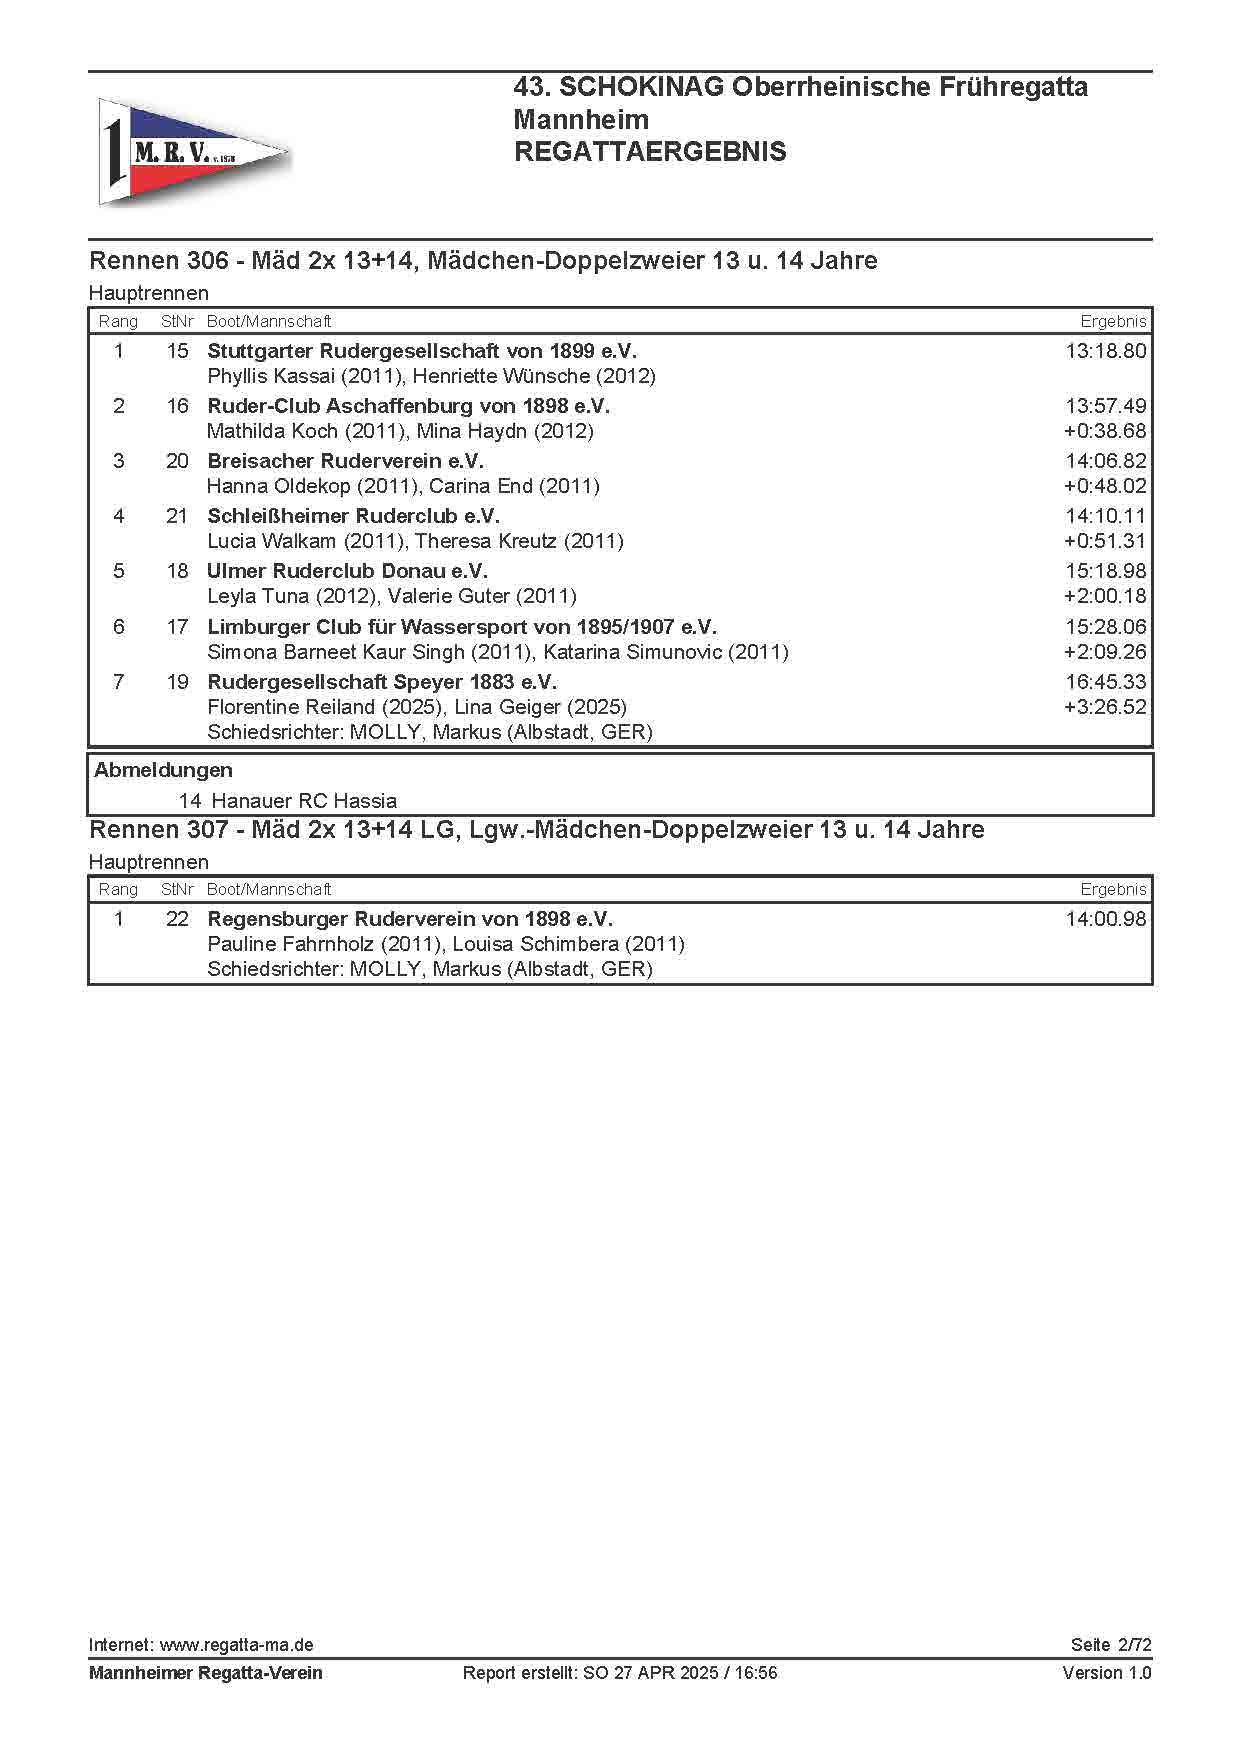 43. SCHOKINAG Oberrheinische Frühregatta
Mannheim
REGATTAERGEBNIS
1 M. R. V. v. 1878
Rennen 306 - Mäd 2x 13+14, Mädchen-Doppelzweier 13 u. 14 Jahre
Hauptrennen
Rang StNr Boot/Mannschaft Ergebnis
1 15 Stuttgarter Rudergesellschaft von 1899 e.V. 13:18.80
Phyllis Kassai (2011), Henriette Wünsche (2012)
2 16 Ruder-Club Aschaffenburg von 1898 e.V. 13:57.49
Mathilda Koch (2011), Mina Haydn (2012) +0:38.68
3 20 Breisacher Ruderverein e.V. 14:06.82
Hanna Oldekop (2011), Carina End (2011) +0:48.02
4 21 Schleißheimer Ruderclub e.V. 14:10.11
Lucia Walkam (2011), Theresa Kreutz (2011) +0:51.31
5 18 Ulmer Ruderclub Donau e.V. 15:18.98
Leyla Tuna (2012), Valerie Guter (2011) +2:00.18
6 17 Limburger Club für Wassersport von 1895/1907 e.V. 15:28.06
Simona Barneet Kaur Singh (2011), Katarina Simunovic (2011) +2:09.26
7 19 Rudergesellschaft Speyer 1883 e.V. 16:45.33
Florentine Reiland (2025), Lina Geiger (2025) +3:26.52
Schiedsrichter: MOLLY, Markus (Albstadt, GER)
Abmeldungen
14 Hanauer RC Hassia
Rennen 307 - Mäd 2x 13+14 LG, Lgw.-Mädchen-Doppelzweier 13 u. 14 Jahre
Hauptrennen
Rang StNr Boot/Mannschaft Ergebnis
1 22 Regensburger Ruderverein von 1898 e.V. 14:00.98
Pauline Fahrnholz (2011), Louisa Schimbera (2011)
Schiedsrichter: MOLLY, Markus (Albstadt, GER)
Internet: www.regatta-ma.de Seite 2/72
Mannheimer Regatta-Verein Report erstellt: SO 27 APR 2025 / 16:56 Version 1.0